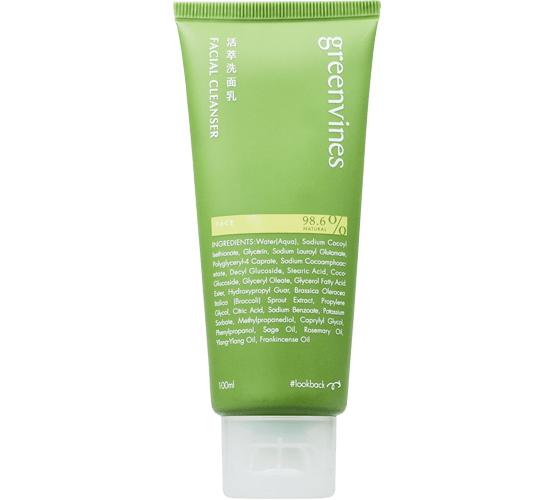 greenvines
活萃洗面乳
FACIAL CLEANSER
FACE
98.6%
NATURAL
INGREDIENTS:Water(Aqua), Sodium Cocoyl
Isethionate, Glycerin, Sodium Lauroyl Glutamate,
Polyglyceryl-4 Caprate, Sodium Cocoamphoac-
etate, Decyl Glucoside, Stearic Acid, Coco-
Glucoside, Glyceryl Oleate, Glycerol Fatty Acid
Ester, Hydroxypropyl Guar, Brassica Oleracea
Italica (Broccoli) Sprout Extract, Propylene
Glycol, Citric Acid, Sodium Benzoate, Potassium
Sorbate, Methylpropanediol, Caprylyl Glycol,
Phenylpropanol, Sage Oil, Rosemary Oil,
Ylang-Ylang Oil, Frankincense Oil
100ml
#lookback